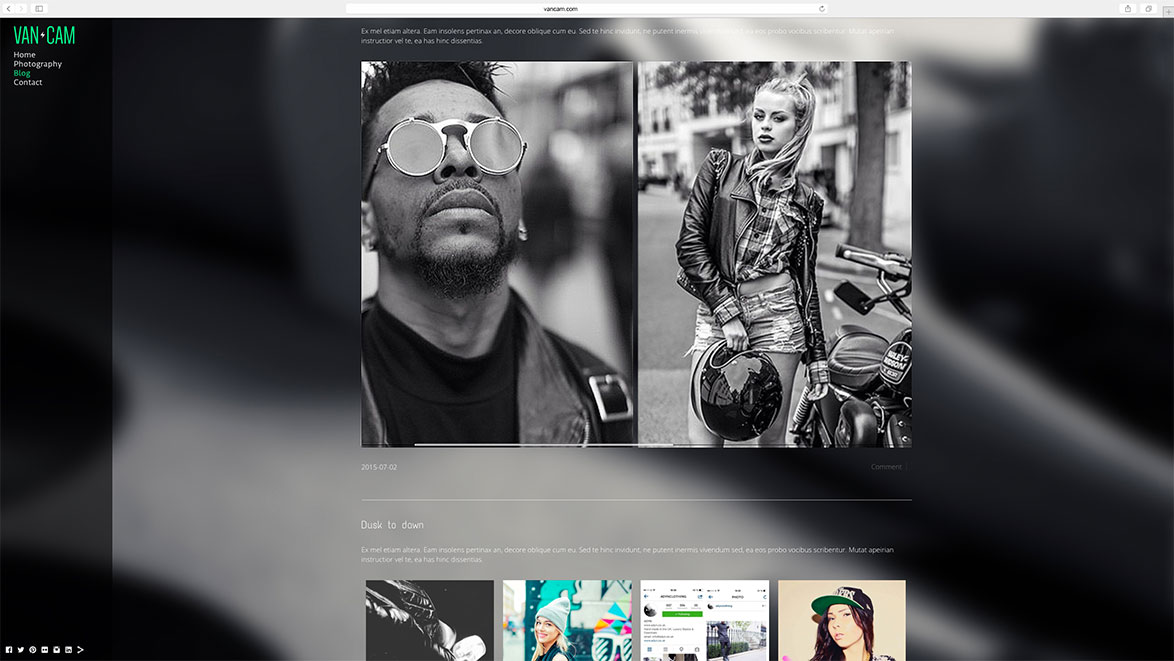 vancam.com
VAN CAM
Home
Photography
Blog
Contact
Ex mel etiam altera. Eam insolens pertinax an, decore oblique cum eu. Sed te hinc invidunt, ne putent inermis vivendum sed, ea eos probo vocibus scribentur. Mutat apeirian
instructior vel te, ea has hinc dissentias.
2015-07-02
Comment
Dusk to down
Ex mel etiam altera. Eam insolens pertinax an, decore oblique cum eu. Sed te hinc invidunt, ne putent inermis vivendum sed, ea eos probo vocibus scribentur. Mutat apeirian
instructior vel te, ea has hinc dissentias.
PHOTO